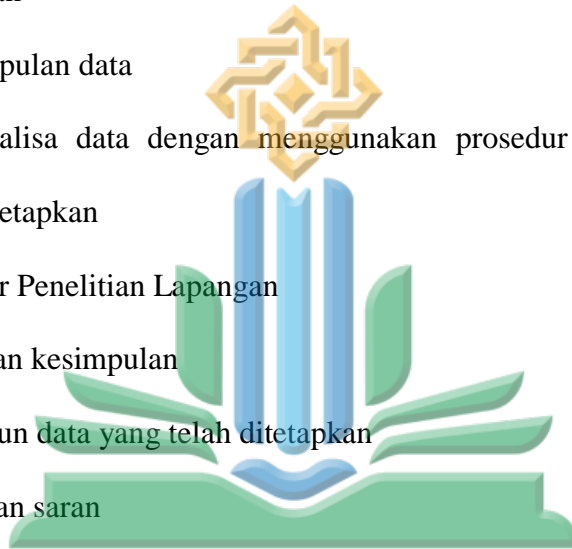 pulan data
alisa data dengan menggunakan prosedur
etapkan
r Penelitian Lapangan
an kesimpulan
un data yang telah ditetapkan
an saran